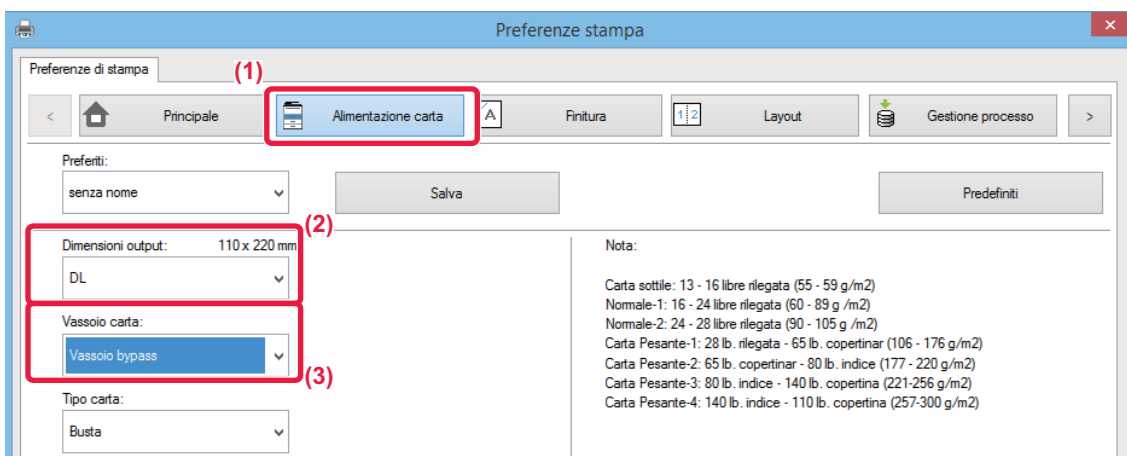 Preferenze stampa
Preferenze di stampa
(1)
< Principale Alimentazione carta A Finitura 1 2 Layout Gestione processo >
Preferiti:
senza nome Salva Predefiniti
(2)
Dimensioni output: 110 x 220 mm
DL
Vassoio carta:
Vassoio bypass
(3)
Tipo carta:
Busta
Nota:
Carta sottile: 13 - 16 libre rilegata (55 - 59 g/m2)
Normale-1: 16 - 24 libre rilegata (60 - 89 g /m2)
Normale-2: 24 - 28 libre rilegata (90 - 105 g /m2)
Carta Pesante-1: 28 lb. rilegata - 65 lb. copertinar (106 - 176 g/m2)
Carta Pesante-2: 65 lb. copertinar - 80 lb. indice (177 - 220 g/m2)
Carta Pesante-3: 80 lb. indice - 140 lb. copertina (221-256 g/m2)
Carta Pesante-4: 140 lb. indice - 110 lb. copertina (257-300 g/m2)